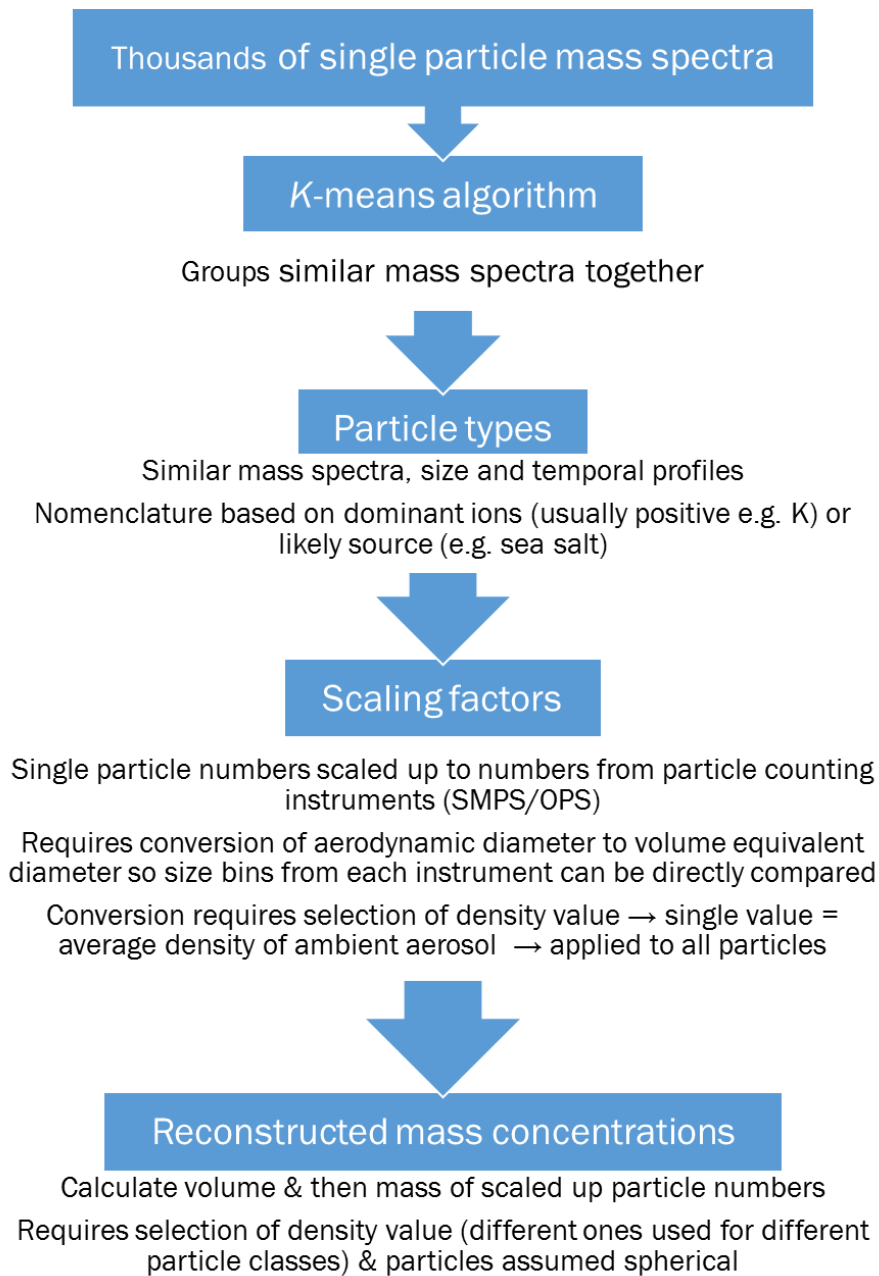 Thousands of single particle mass spectra
K-means algorithm
Groups similar mass spectra together
Particle types
Similar mass spectra, size and temporal profiles
Nomenclature based on dominant ions (usually positive e.g. K) or
likely source (e.g. sea salt)
Scaling factors
Single particle numbers scaled up to numbers from particle counting
instruments (SMPS/OPS)
Requires conversion of aerodynamic diameter to volume equivalent
diameter so size bins from each instrument can be directly compared
Conversion requires selection of density value → single value =
average density of ambient aerosol → applied to all particles
Reconstructed mass concentrations
Calculate volume & then mass of scaled up particle numbers
Requires selection of density value (different ones used for different
particle classes) & particles assumed spherical